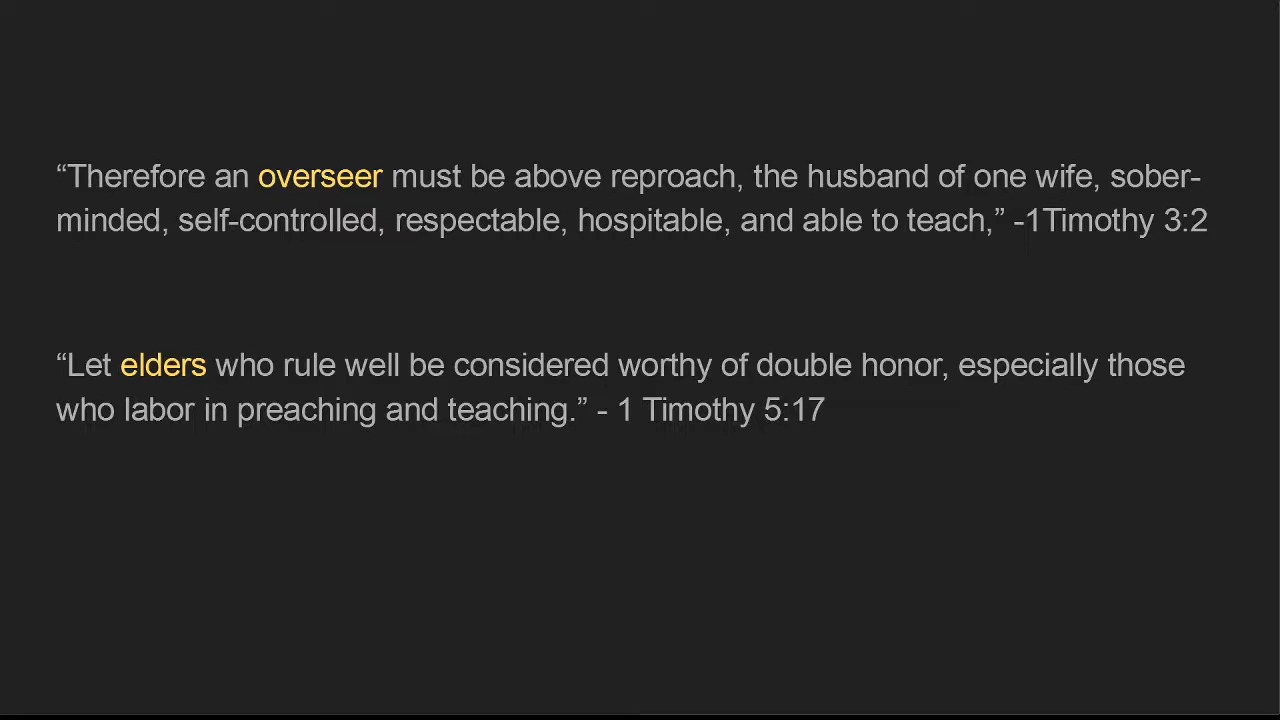 “Therefore an overseer must be above reproach, the husband of one wife, sober-
minded, self-controlled, respectable, hospitable, and able to teach,” -1Timothy 3:2
“Let elders who rule well be considered worthy of double honor, especially those
who labor in preaching and teaching.” - 1 Timothy 5:17